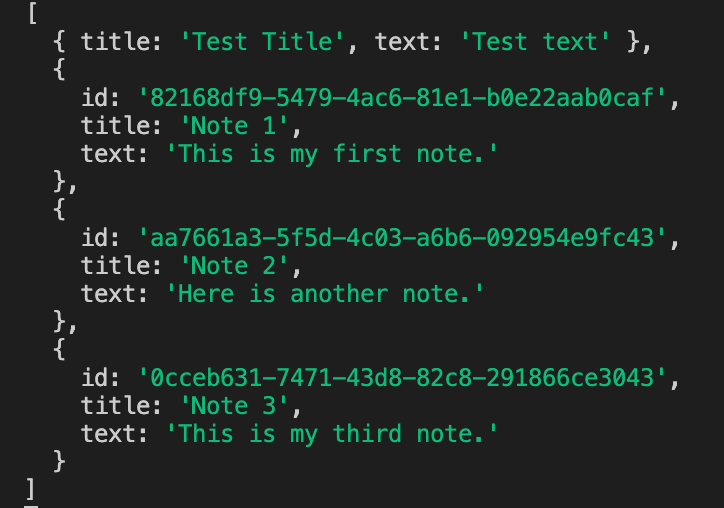 [
  { title: 'Test Title', text: 'Test text' },
  {
    id: '82168df9-5479-4ac6-81e1-b0e22aab0caf',
    title: 'Note 1',
    text: 'This is my first note.'
  },
  {
    id: 'aa7661a3-5f5d-4c03-a6b6-092954e9fc43',
    title: 'Note 2',
    text: 'Here is another note.'
  },
  {
    id: '0cceb631-7471-43d8-82c8-291866ce3043',
    title: 'Note 3',
    text: 'This is my third note.'
  }
]